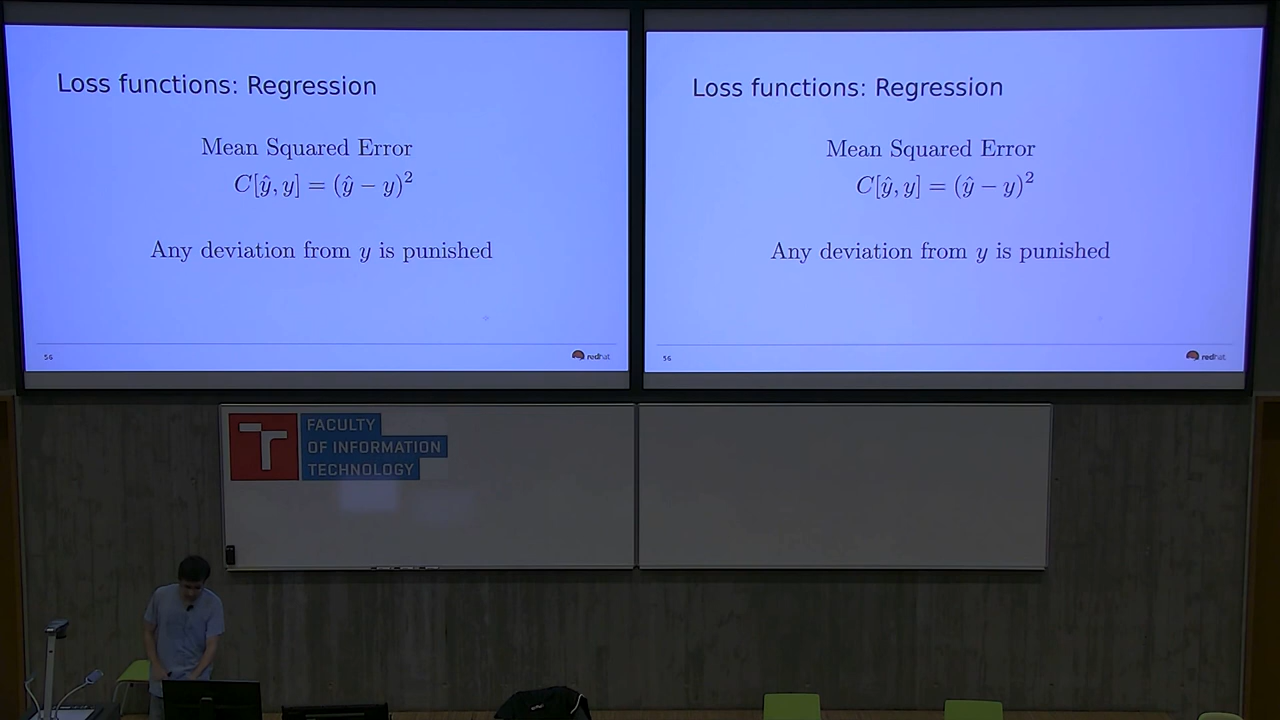 Loss functions: Regression
Mean Squared Error
C[ŷ, y] = (ŷ − y)²
Any deviation from y is punished
56
redhat
Loss functions: Regression
Mean Squared Error
C[ŷ, y] = (ŷ − y)²
Any deviation from y is punished
56
redhat
FACULTY
OF INFORMATION
TECHNOLOGY